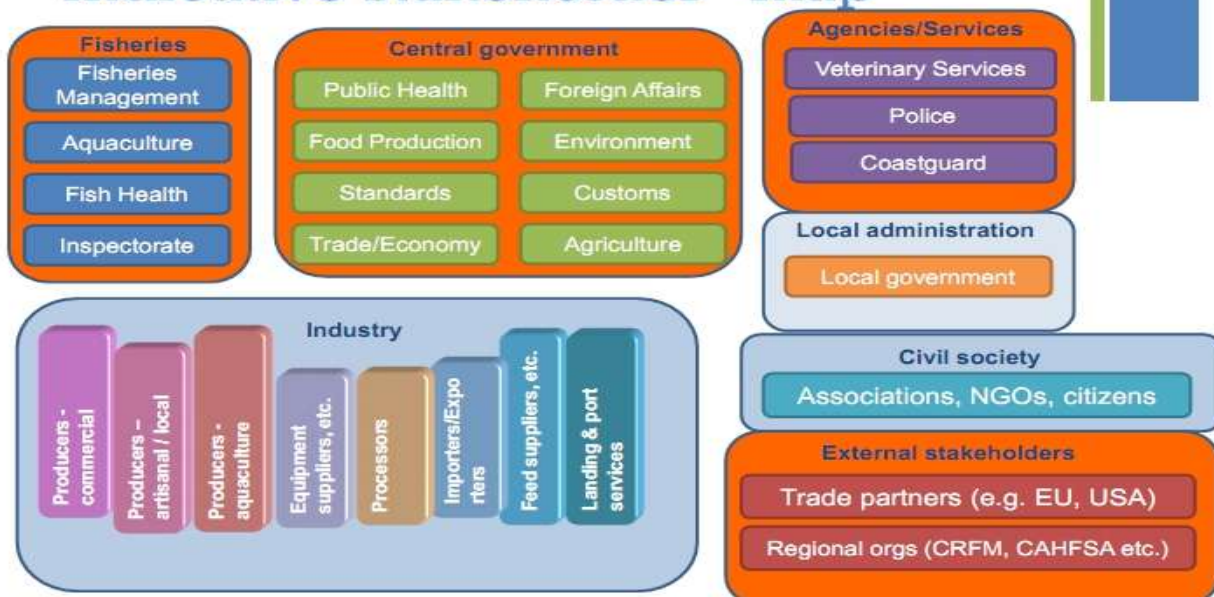 Fisheries
Fisheries
Management
Aquaculture
Fish Health
Inspectorate
Central government
Public Health
Foreign Affairs
Food Production
Environment
Standards
Customs
Trade/Economy
Agriculture
Agencies/Services
Veterinary Services
Police
Coastguard
Local administration
Local government
Industry
Producers -
commercial
Producers –
artisanal / local
Producers -
aquaculture
Equipment
suppliers, etc.
Processors
Importers/Expo
rters
Feed suppliers, etc.
Landing & port
services
Civil society
Associations, NGOs, citizens
External stakeholders
Trade partners (e.g. EU, USA)
Regional orgs (CRFM, CAHFSA etc.)